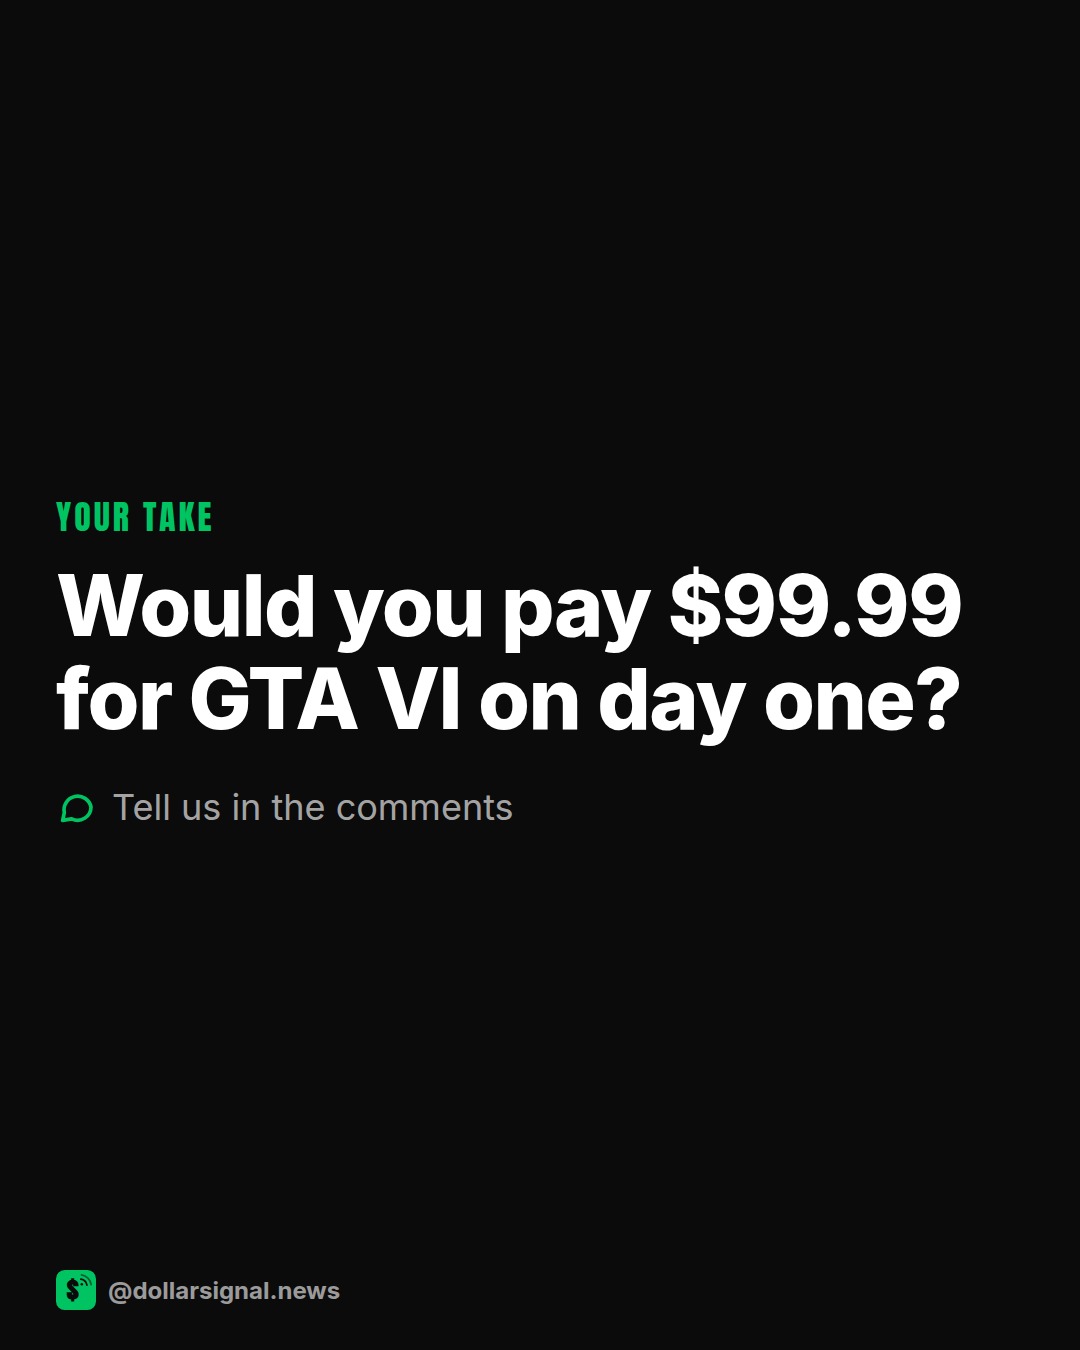 YOUR TAKE
Would you pay $99.99
for GTA VI on day one?
Tell us in the comments
$ @dollarsignal.news